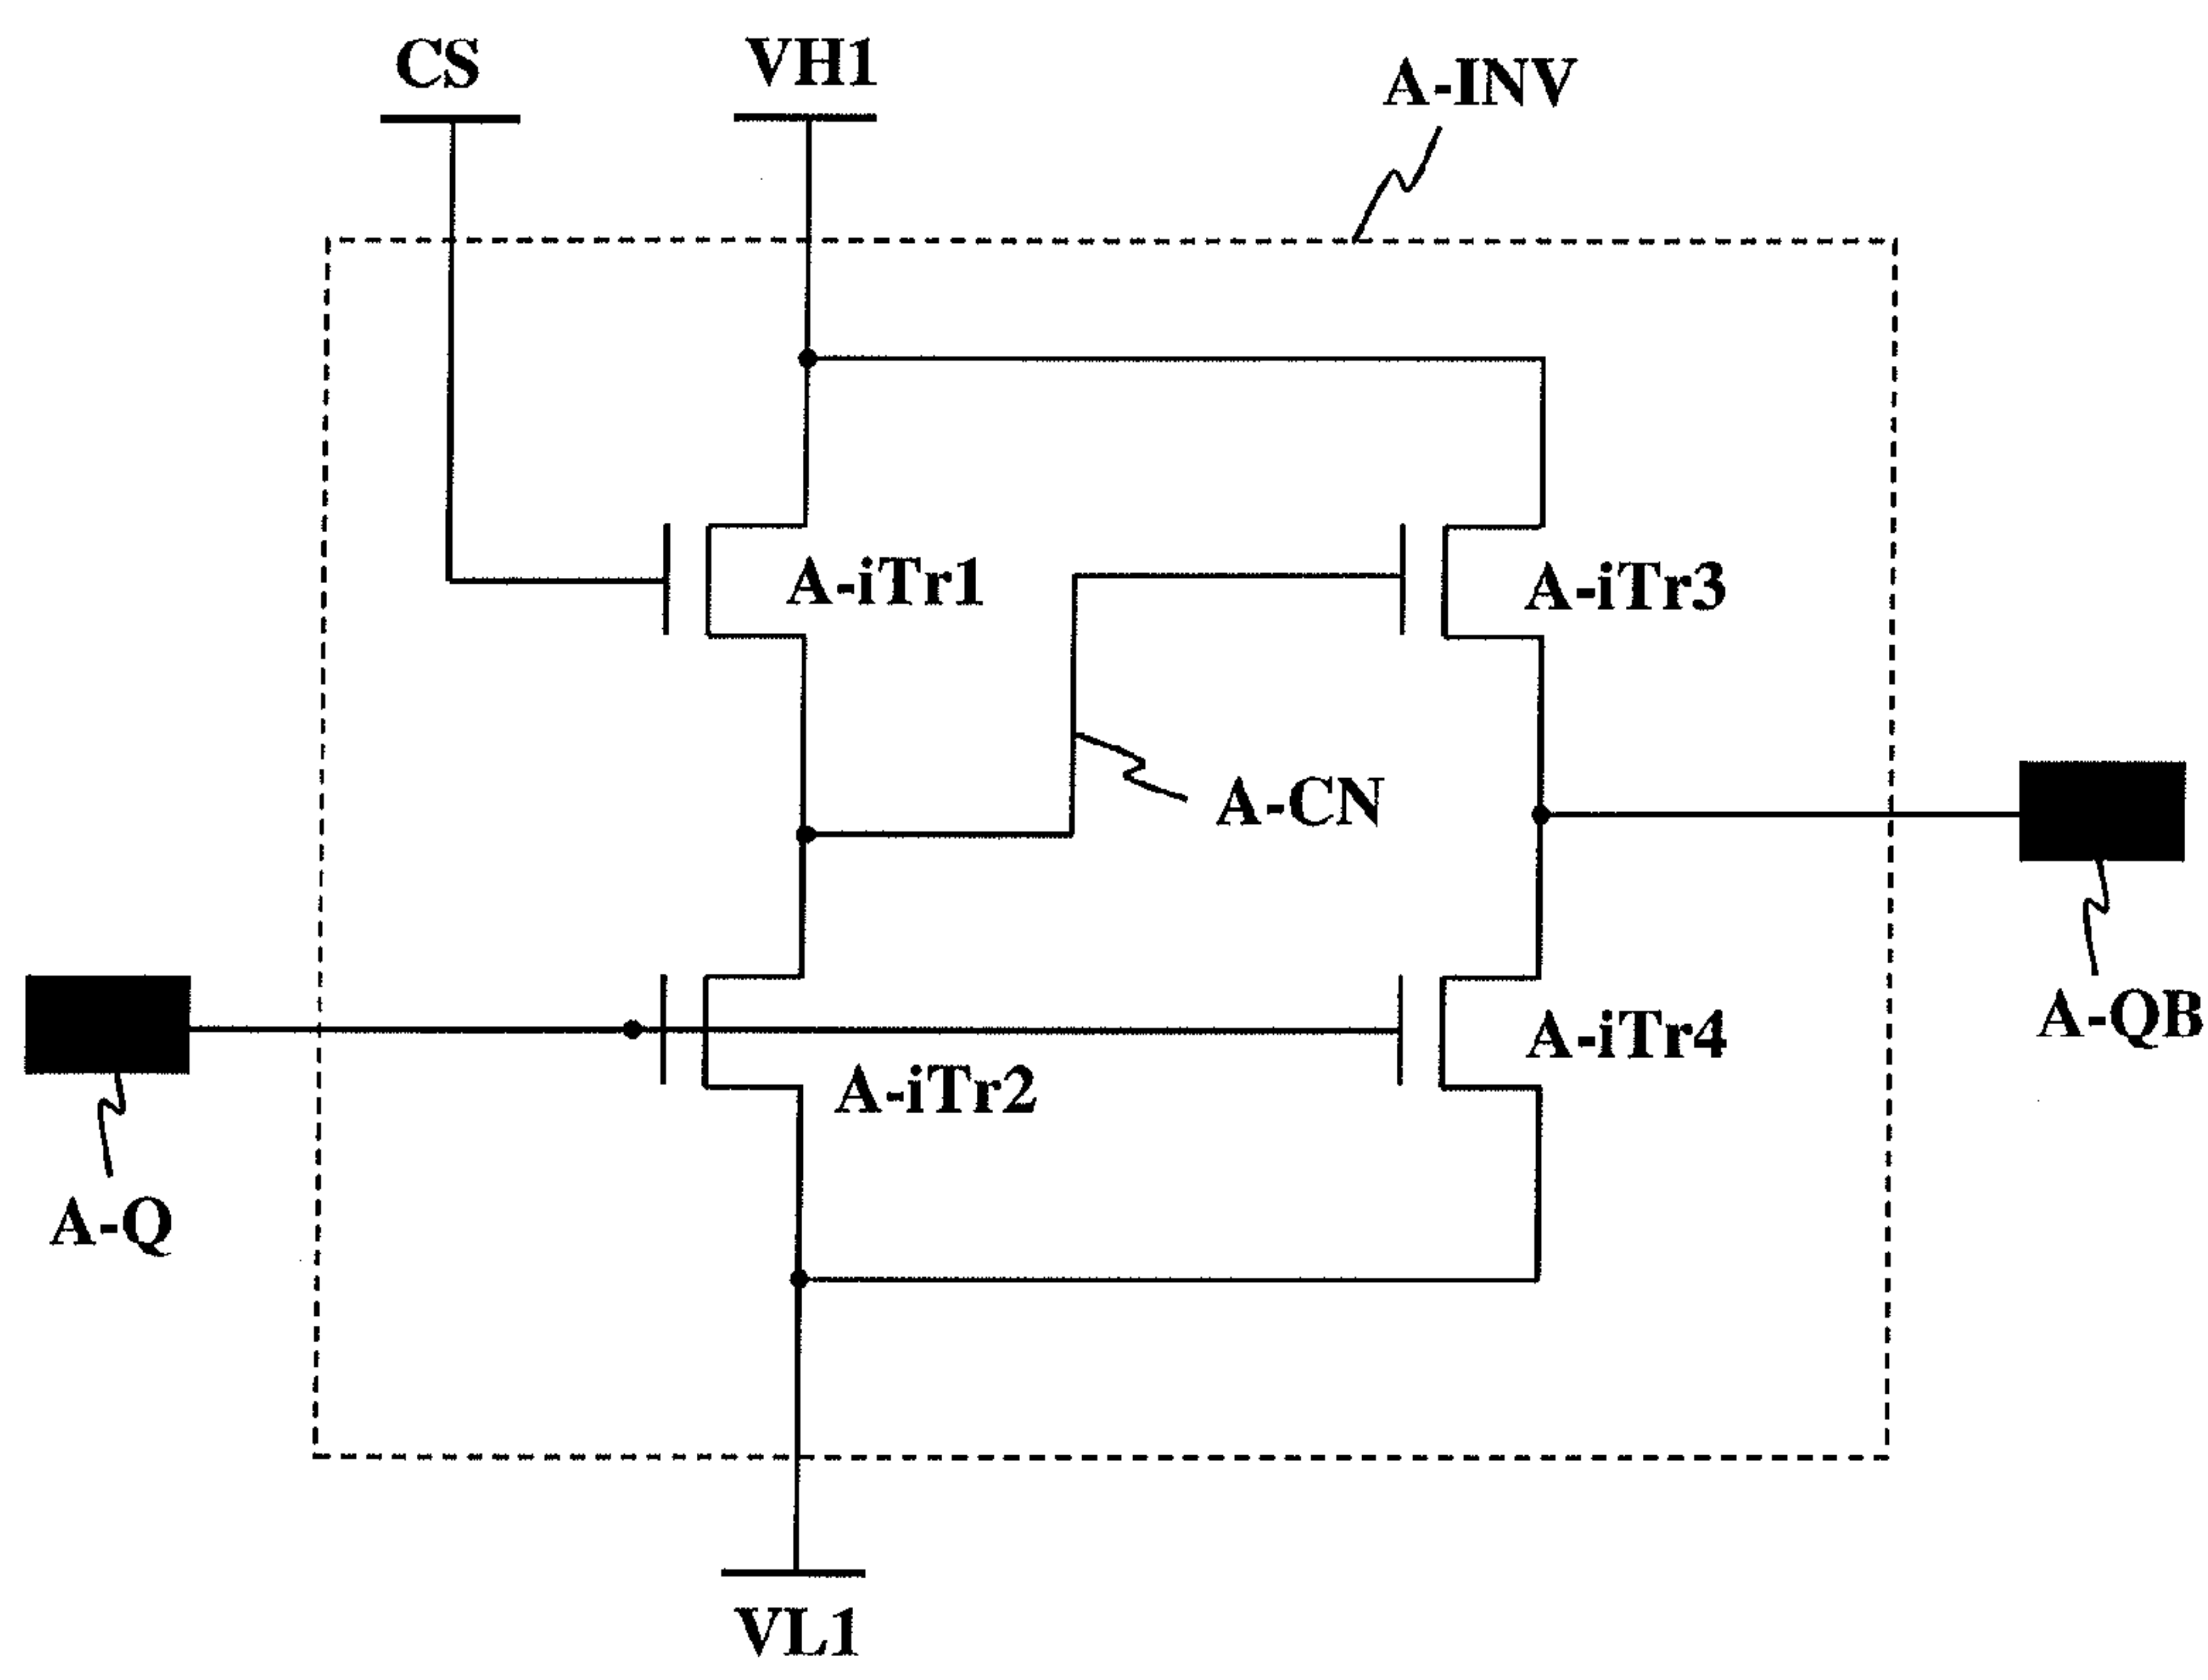 CS
VH1
A-INV
A-iTr1
A-iTr3
A-CN
A-QB
A-iTr4
A-iTr2
A-Q
VL1